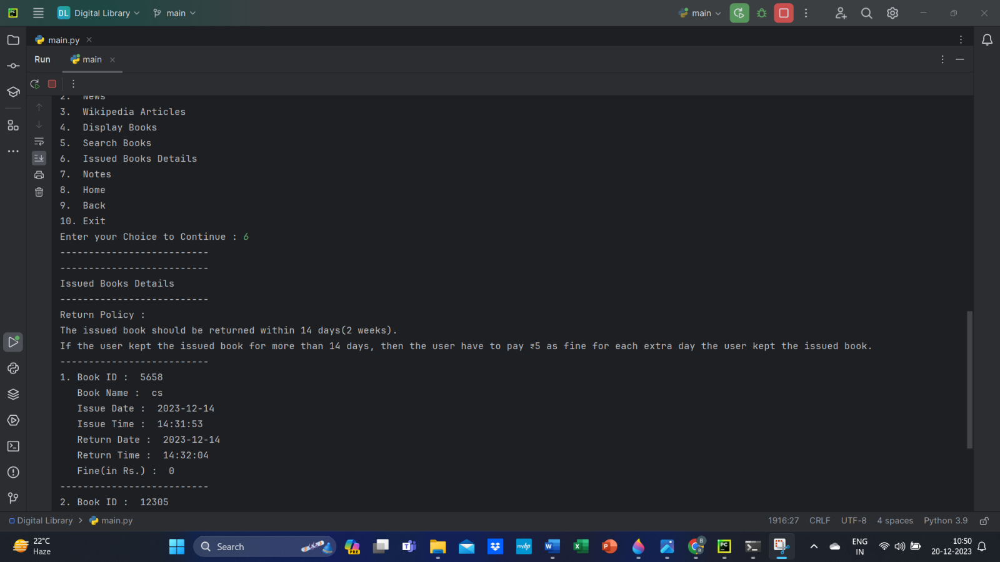 PC DL Digital Library main main
main.py
Run main
2. News
3. Wikipedia Articles
4. Display Books
5. Search Books
6. Issued Books Details
7. Notes
8. Home
9. Back
10. Exit
Enter your Choice to Continue : 6
--------------------------
--------------------------
Issued Books Details
--------------------------
Return Policy :
The issued book should be returned within 14 days(2 weeks).
If the user kept the issued book for more than 14 days, then the user have to pay ₹5 as fine for each extra day the user kept the issued book.
--------------------------
1. Book ID : 5658
Book Name : cs
Issue Date : 2023-12-14
Issue Time : 14:31:53
Return Date : 2023-12-14
Return Time : 14:32:04
Fine(in Rs.) : 0
--------------------------
2. Book ID : 12305
Digital Library > main.py 1916:27 CRLF UTF-8 4 spaces Python 3.9
22°C
Haze
Search
PRE
myhp
W
X
P
B
PC
ENG
IN
10:50
20-12-2023